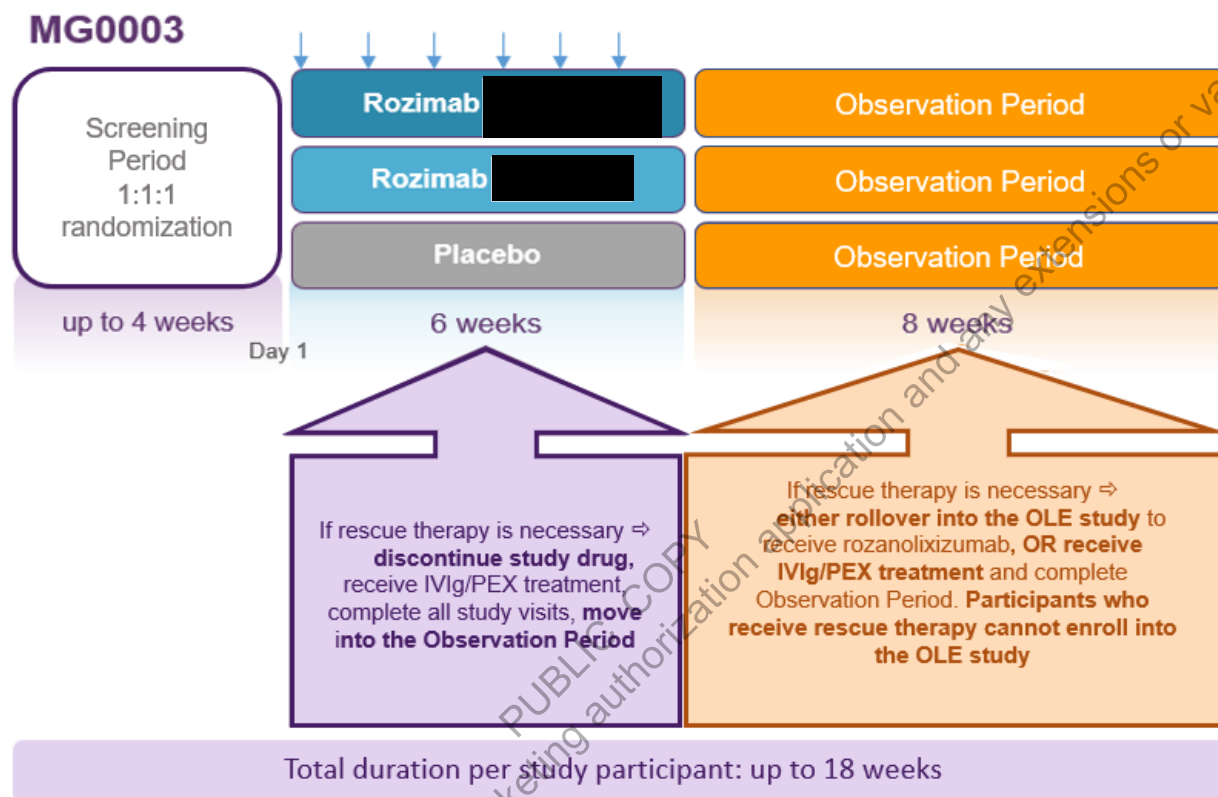 MG0003
Screening
Period
1:1:1
randomization
Rozimab
Observation Period
Rozimab
Observation Period
Placebo
Observation Period
up to 4 weeks
6 weeks
8 weeks
Day 1
If rescue therapy is necessary ⇨
discontinue study drug,
receive IVIg/PEX treatment,
complete all study visits, move
into the Observation Period
If rescue therapy is necessary ⇨
either rollover into the OLE study to
receive rozanolixizumab, OR receive
IVIg/PEX treatment and complete
Observation Period. Participants who
receive rescue therapy cannot enroll into
the OLE study
Total duration per study participant: up to 18 weeks
PUBLIC COPY
authorization application and any extensions or